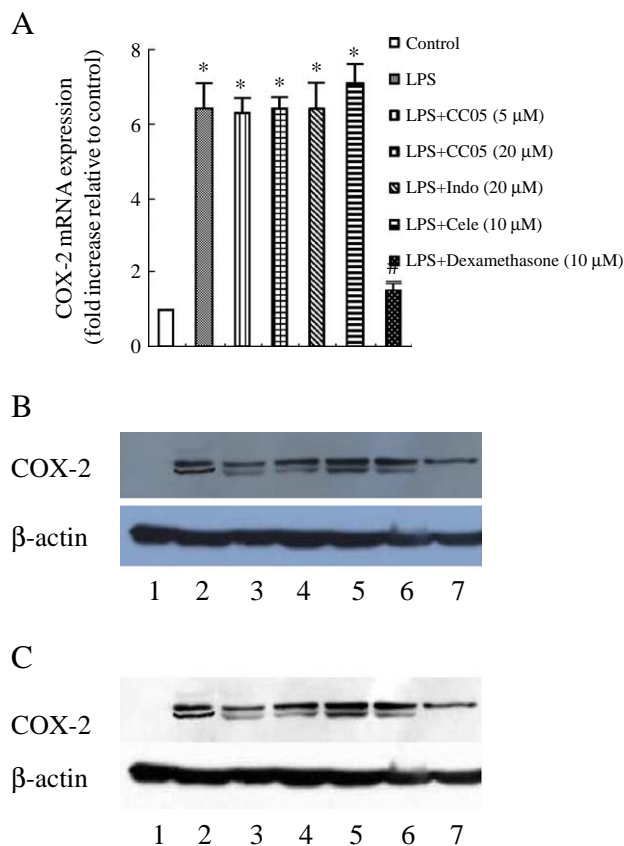 A
COX-2 mRNA expression
(fold increase relative to control)
8
6
4
2
0
*
*
*
*
*
#
Control
LPS
LPS+CC05 (5 μM)
LPS+CC05 (20 μM)
LPS+Indo (20 μM)
LPS+Cele (10 μM)
LPS+Dexamethasone (10 μM)
B
COX-2
β-actin
1 2 3 4 5 6 7
C
COX-2
β-actin
1 2 3 4 5 6 7